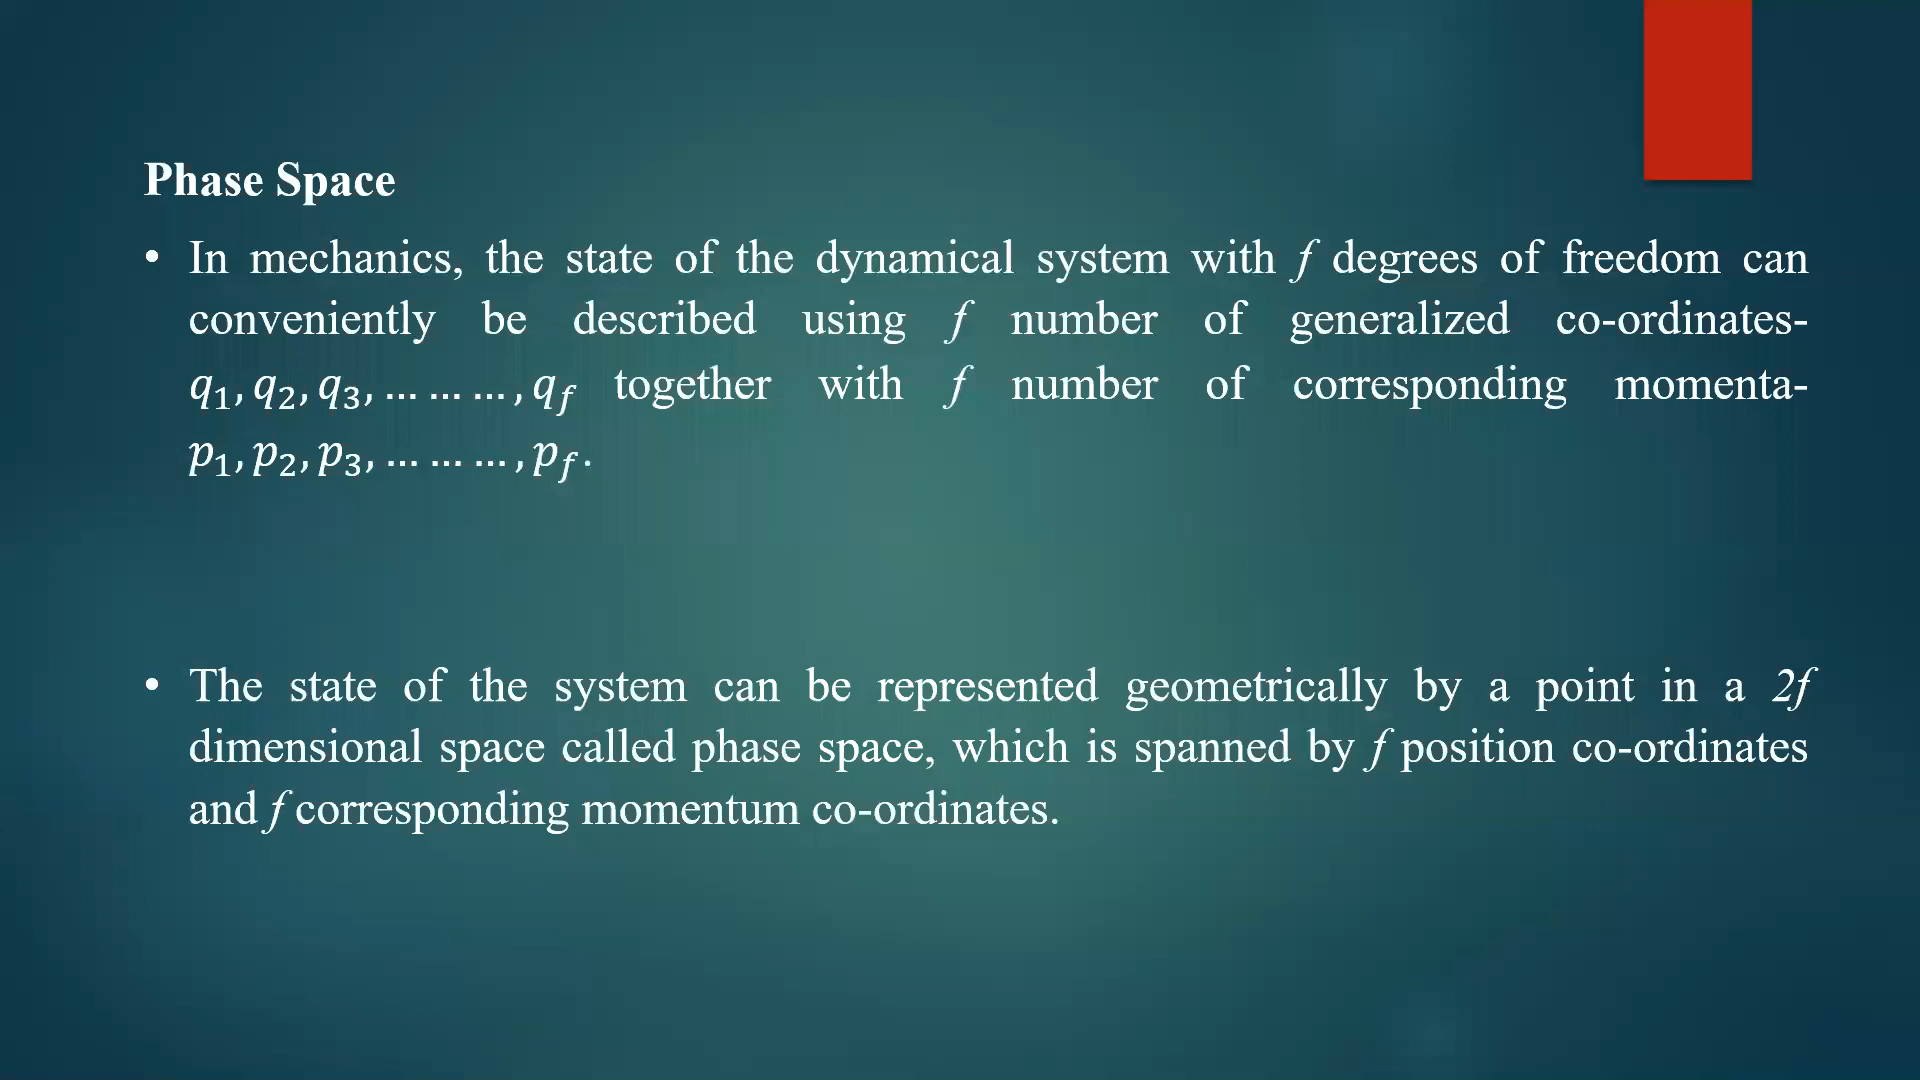 Phase Space
• In mechanics, the state of the dynamical system with f degrees of freedom can
conveniently be described using f number of generalized co-ordinates-
q₁, q₂, q₃, … … … , q_f together with f number of corresponding momenta-
p₁, p₂, p₃, … … … , p_f.
• The state of the system can be represented geometrically by a point in a 2f
dimensional space called phase space, which is spanned by f position co-ordinates
and f corresponding momentum co-ordinates.